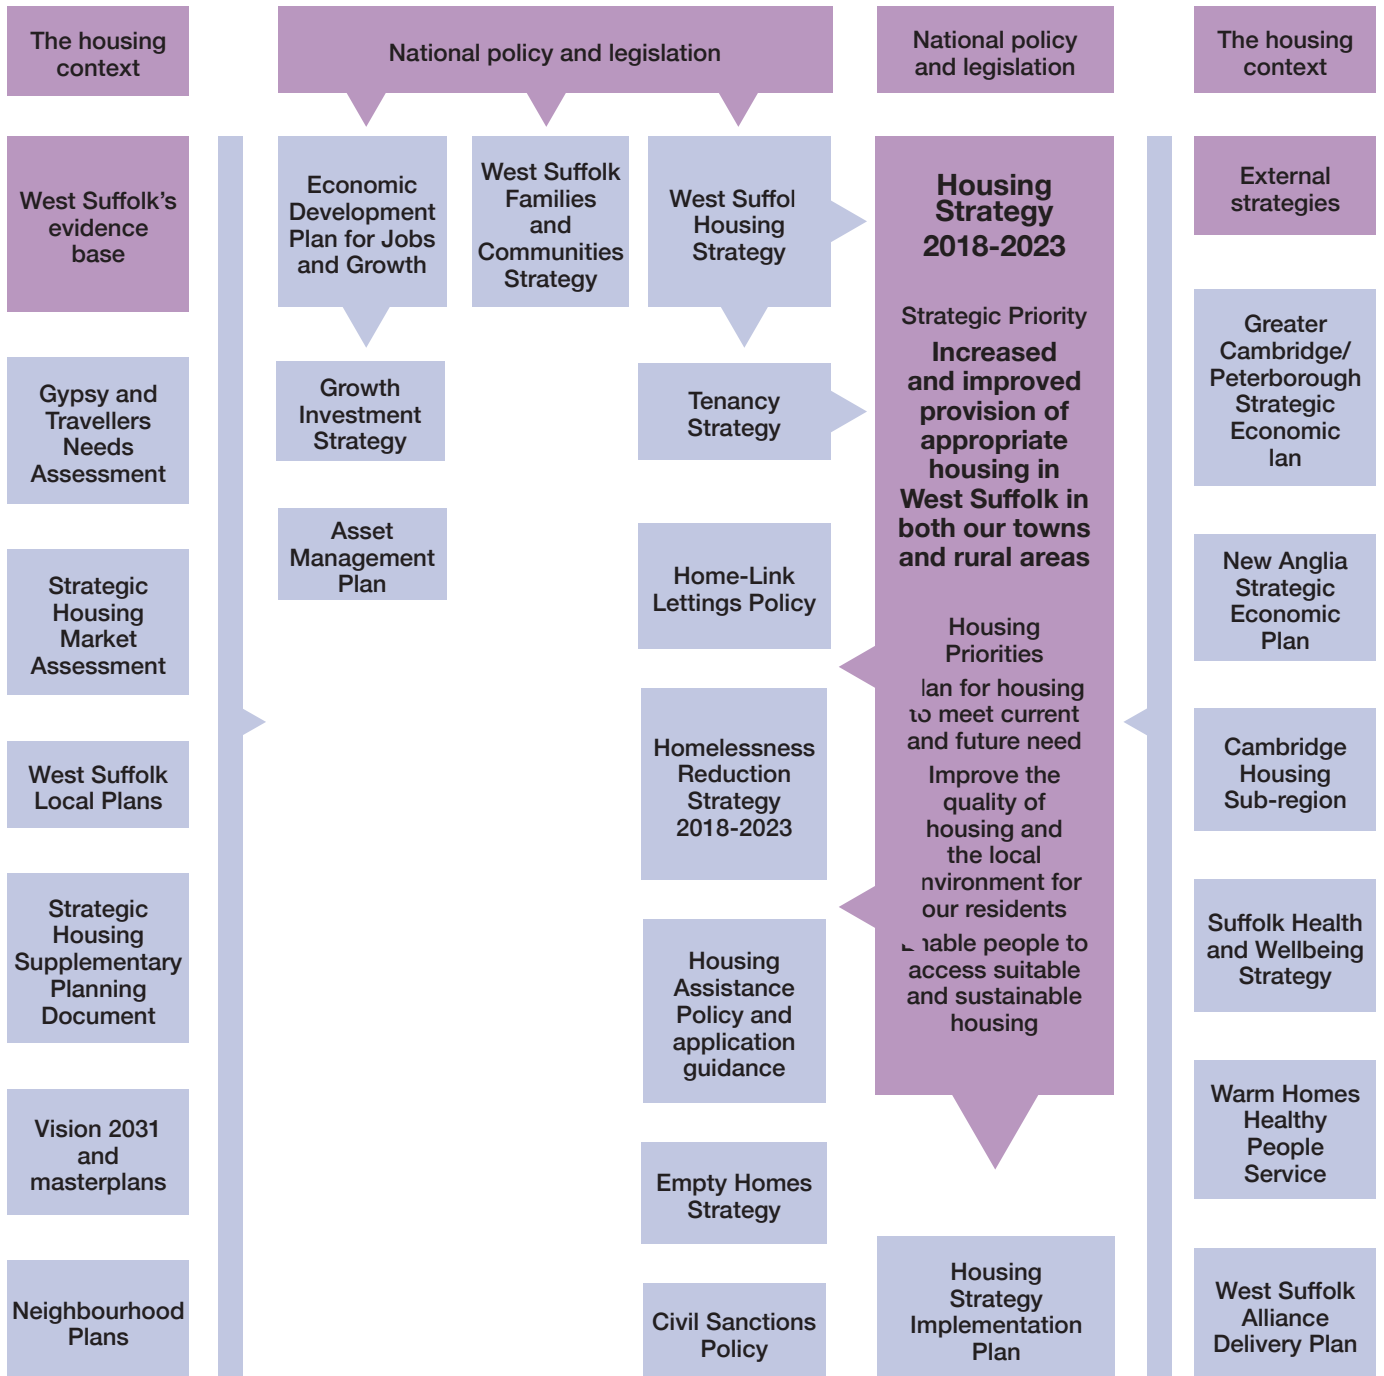 The housing
context
National policy and legislation
National policy
and legislation
The housing
context
West Suffolk's
evidence
base
Gypsy and
Travellers
Needs
Assessment
Strategic
Housing
Market
Assessment
West Suffolk
Local Plans
Strategic
Housing
Supplementary
Planning
Document
Vision 2031
and
masterplans
Neighbourhood
Plans
Economic
Development
Plan for Jobs
and Growth
Growth
Investment
Strategy
Asset
Management
Plan
West Suffolk
Families
and
Communities
Strategy
West Suffol
Housing
Strategy
Tenancy
Strategy
Home-Link
Lettings Policy
Homelessness
Reduction
Strategy
2018-2023
Housing
Assistance
Policy and
application
guidance
Empty Homes
Strategy
Civil Sanctions
Policy
Housing
Strategy
2018-2023
Strategic Priority
Increased
and improved
provision of
appropriate
housing in
West Suffolk in
both our towns
and rural areas
Housing
Priorities
lan for housing
to meet current
and future need
Improve the
quality of
housing and
the local
nvironment for
our residents
nable people to
access suitable
and sustainable
housing
Housing
Strategy
Implementation
Plan
External
strategies
Greater
Cambridge/
Peterborough
Strategic
Economic
lan
New Anglia
Strategic
Economic
Plan
Cambridge
Housing
Sub-region
Suffolk Health
and Wellbeing
Strategy
Warm Homes
Healthy
People
Service
West Suffolk
Alliance
Delivery Plan